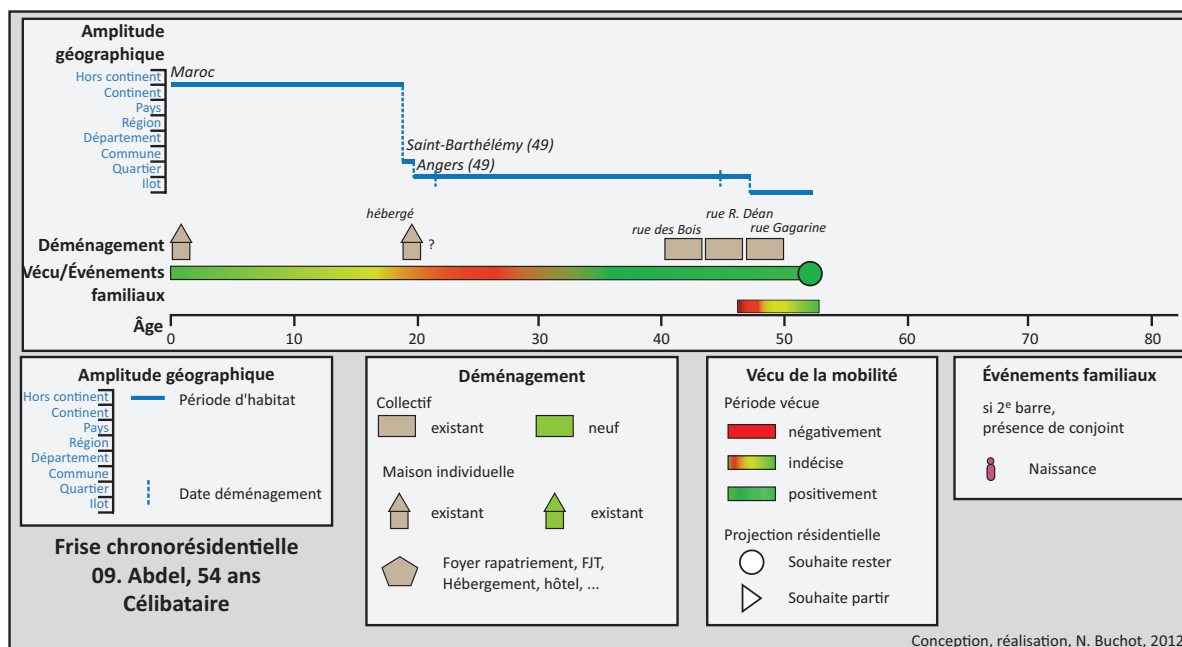 Amplitude
géographique
Hors continent
Continent
Pays
Région
Département
Commune
Quartier
Ilot
Maroc
Saint-Barthélémy (49)
Angers (49)
hébergé
?
rue des Bois
rue R. Déan
rue Gagarine
Déménagement
Vécu/Événements
familiaux
Âge
0 10 20 30 40 50 60 70 80
Amplitude géographique
Hors continent
Continent
Pays
Région
Département
Commune
Quartier
Ilot
Période d'habitat
Date déménagement
Frise chronorésidentielle
09. Abdel, 54 ans
Célibataire
Déménagement
Collectif
existant neuf
Maison individuelle
existant existant
Foyer rapatriement, FJT,
Hébergement, hôtel, ...
Vécu de la mobilité
Période vécue
négativement
indécise
positivement
Projection résidentielle
Souhaite rester
Souhaite partir
Événements familiaux
si 2e barre,
présence de conjoint
Naissance
Conception, réalisation, N. Buchot, 2012